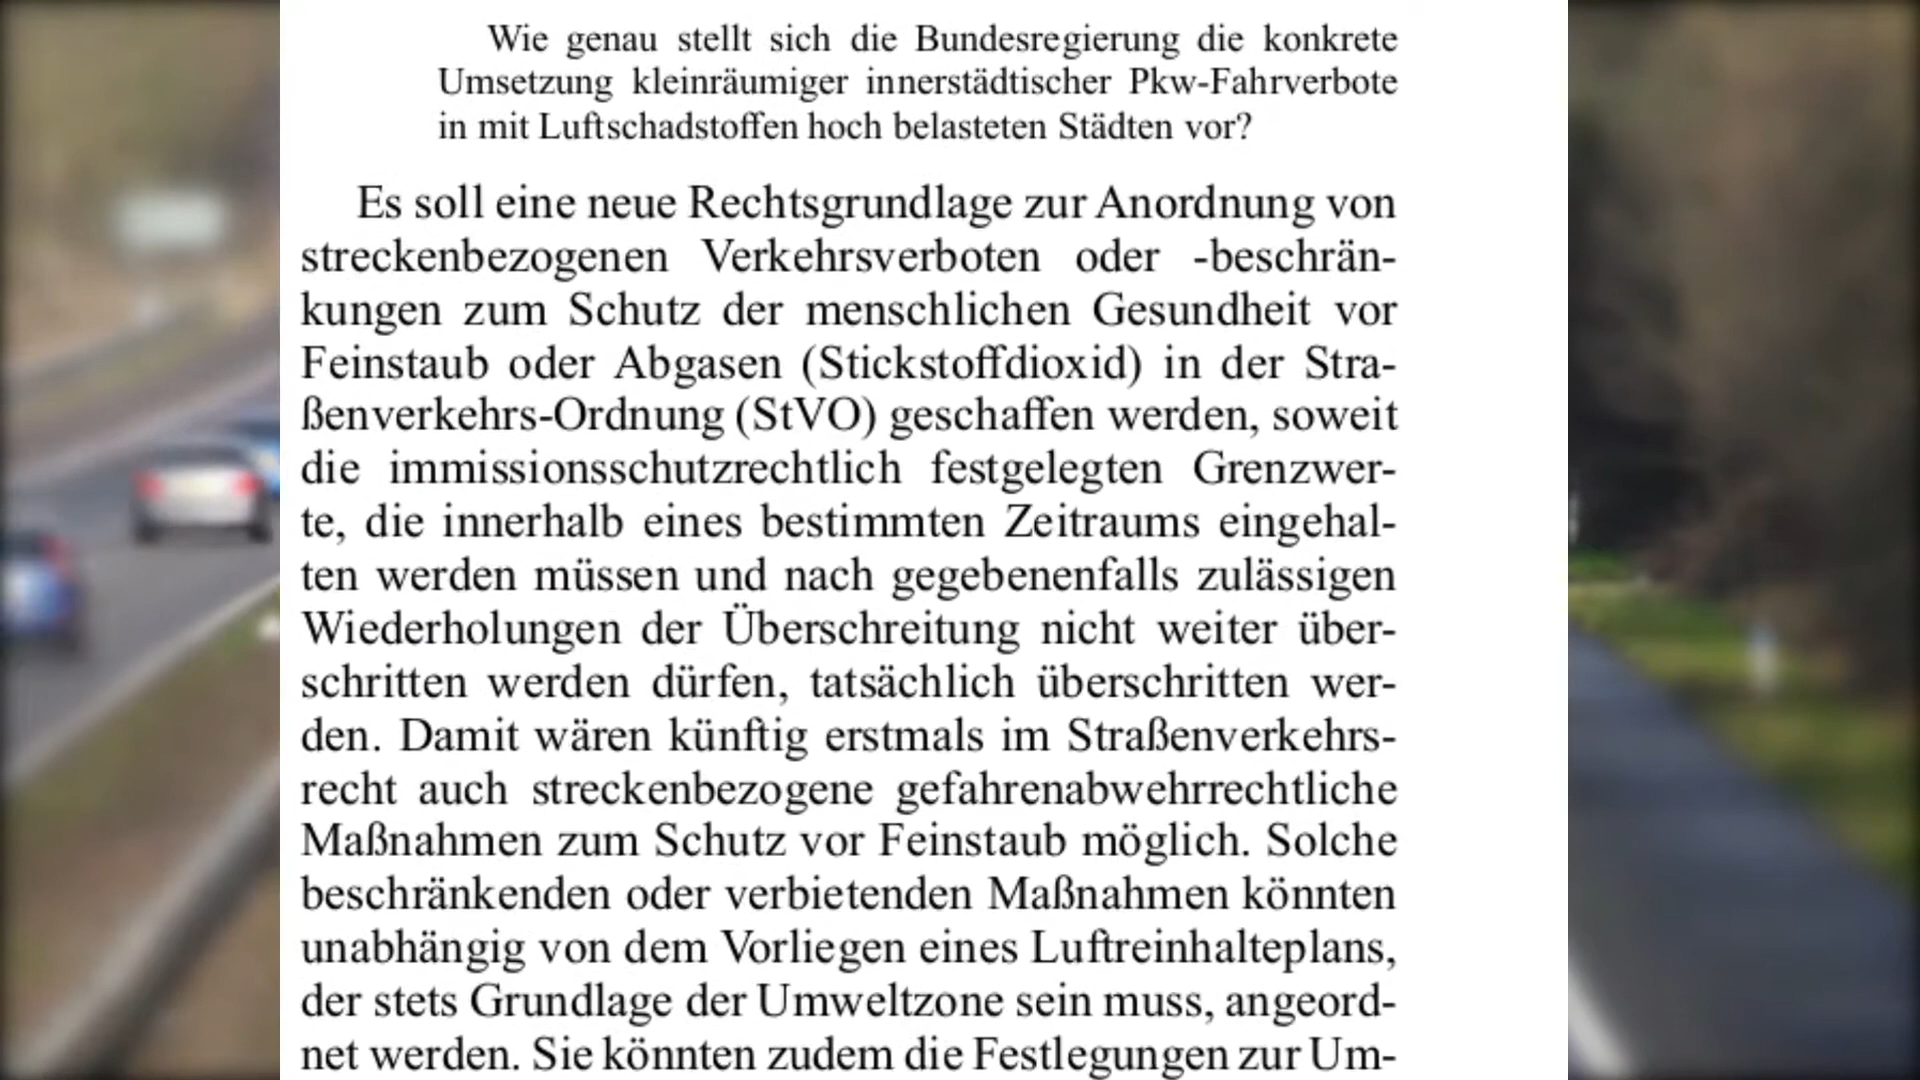 Wie genau stellt sich die Bundesregierung die konkrete
Umsetzung kleinräumiger innerstädtischer Pkw-Fahrverbote
in mit Luftschadstoffen hoch belasteten Städten vor?
Es soll eine neue Rechtsgrundlage zur Anordnung von
streckenbezogenen Verkehrsverboten oder -beschrän-
kungen zum Schutz der menschlichen Gesundheit vor
Feinstaub oder Abgasen (Stickstoffdioxid) in der Stra-
ßenverkehrs-Ordnung (StVO) geschaffen werden, soweit
die immissionsschutzrechtlich festgelegten Grenzwer-
te, die innerhalb eines bestimmten Zeitraums eingehal-
ten werden müssen und nach gegebenenfalls zulässigen
Wiederholungen der Überschreitung nicht weiter über-
schritten werden dürfen, tatsächlich überschritten wer-
den. Damit wären künftig erstmals im Straßenverkehrs-
recht auch streckenbezogene gefahrenabwehrrechtliche
Maßnahmen zum Schutz vor Feinstaub möglich. Solche
beschränkenden oder verbietenden Maßnahmen könnten
unabhängig von dem Vorliegen eines Luftreinhalteplans,
der stets Grundlage der Umweltzone sein muss, angeord-
net werden. Sie könnten zudem die Festlegungen zur Um-